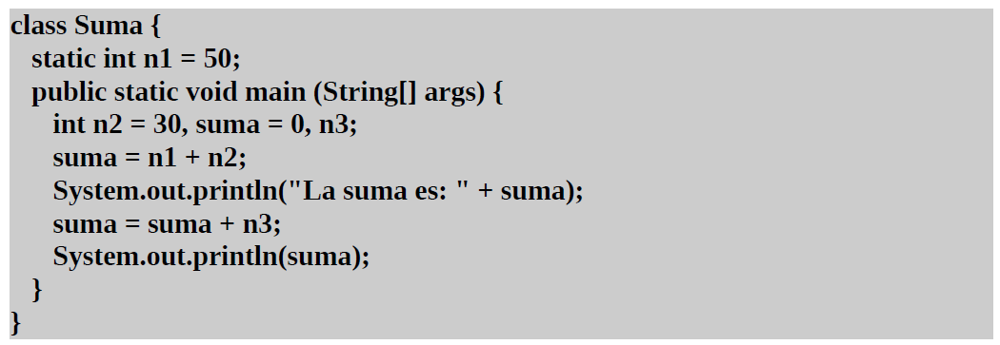 class Suma {
static int n1 = 50;
public static void main (String[] args) {
int n2 = 30, suma = 0, n3;
suma = n1 + n2;
System.out.println("La suma es: " + suma);
suma = suma + n3;
System.out.println(suma);
}
}